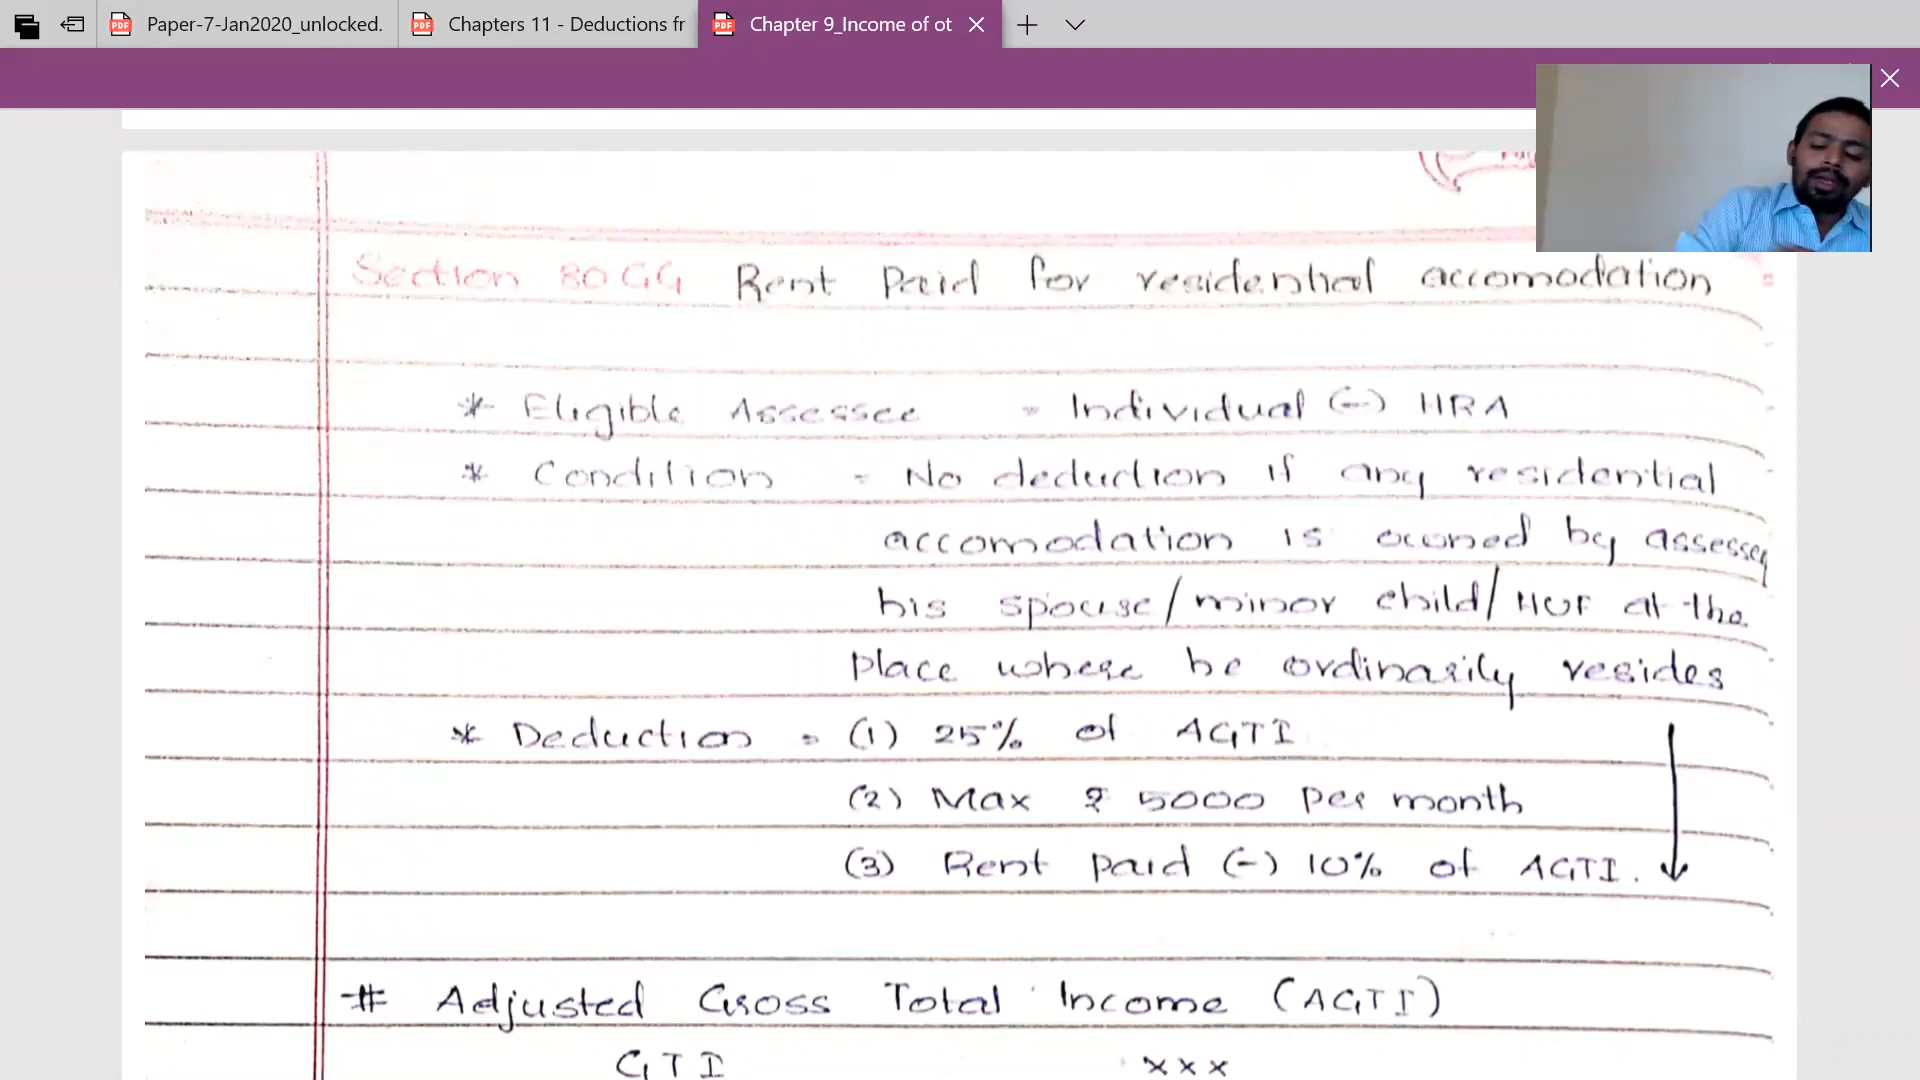 Paper-7-Jan2020_unlocked.
Chapters 11 - Deductions fr
Chapter 9_Income of ot
Section 80GG Rent Paid for residential accomodation
* Eligible Assessee - Individual (-) HRA
* Condition - No deduction if any residential
accomodation is owned by assessee
his spouse/minor child/HUF at the
Place where he ordinarily resides
* Deduction - (1) 25% of AGTI
(2) Max ₹ 5000 per month
(3) Rent Paid (-) 10% of AGTI.
# Adjusted Gross Total Income (AGTI)
GTI xxx